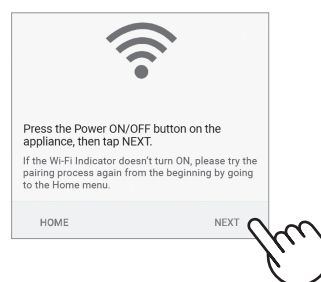 Press the Power ON/OFF button on the
appliance, then tap NEXT.
If the Wi-Fi Indicator doesn't turn ON, please try the
pairing process again from the beginning by going
to the Home menu.
HOME NEXT